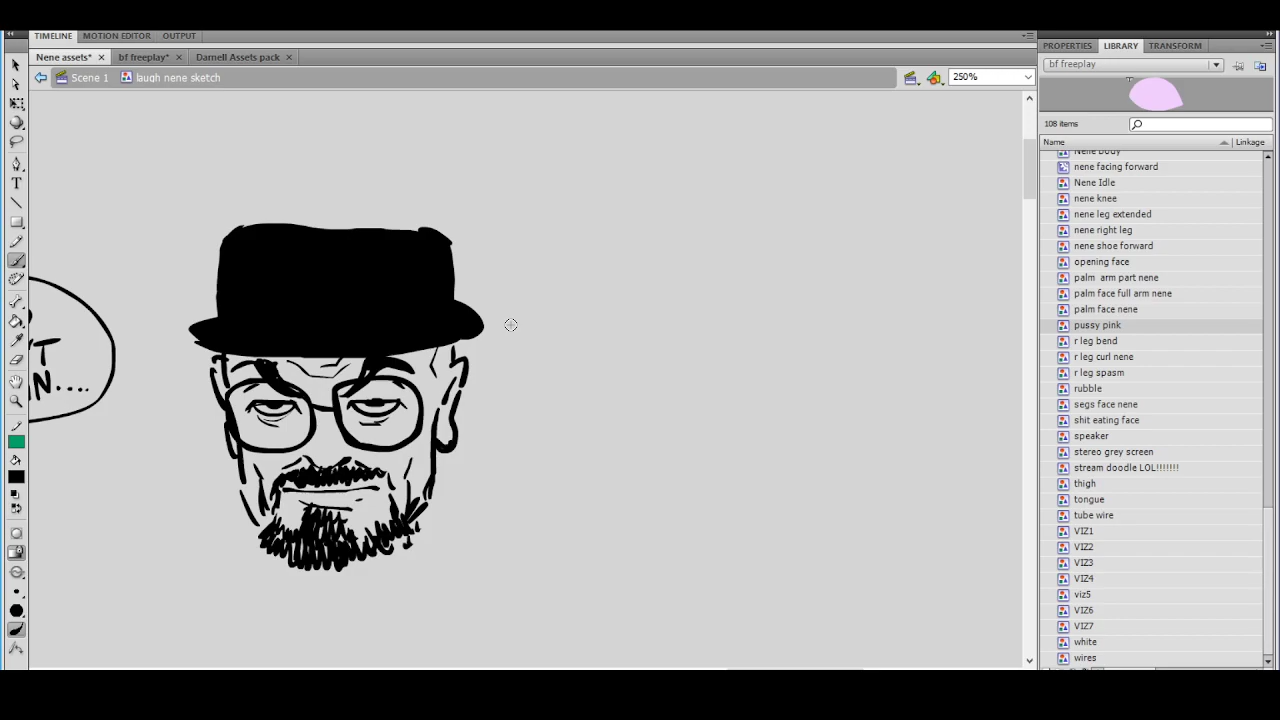 TIMELINE MOTION EDITOR OUTPUT
PROPERTIES LIBRARY TRANSFORM
Nene assets* bf freeplay* Darnell Assets pack
bf freeplay
Scene 1 laugh nene sketch 250%
108 items
Name Linkage
Nene Body
nene facing forward
Nene Idle
nene knee
nene leg extended
nene right leg
nene shoe forward
opening face
palm arm part nene
palm face full arm nene
palm face nene
pussy pink
r leg bend
r leg curl nene
r leg spasm
rubble
segs face nene
shit eating face
speaker
stereo grey screen
stream doodle LOL!!!!!!!
thigh
tongue
tube wire
VIZ1
VIZ2
VIZ3
VIZ4
viz5
VIZ6
VIZ7
white
wires